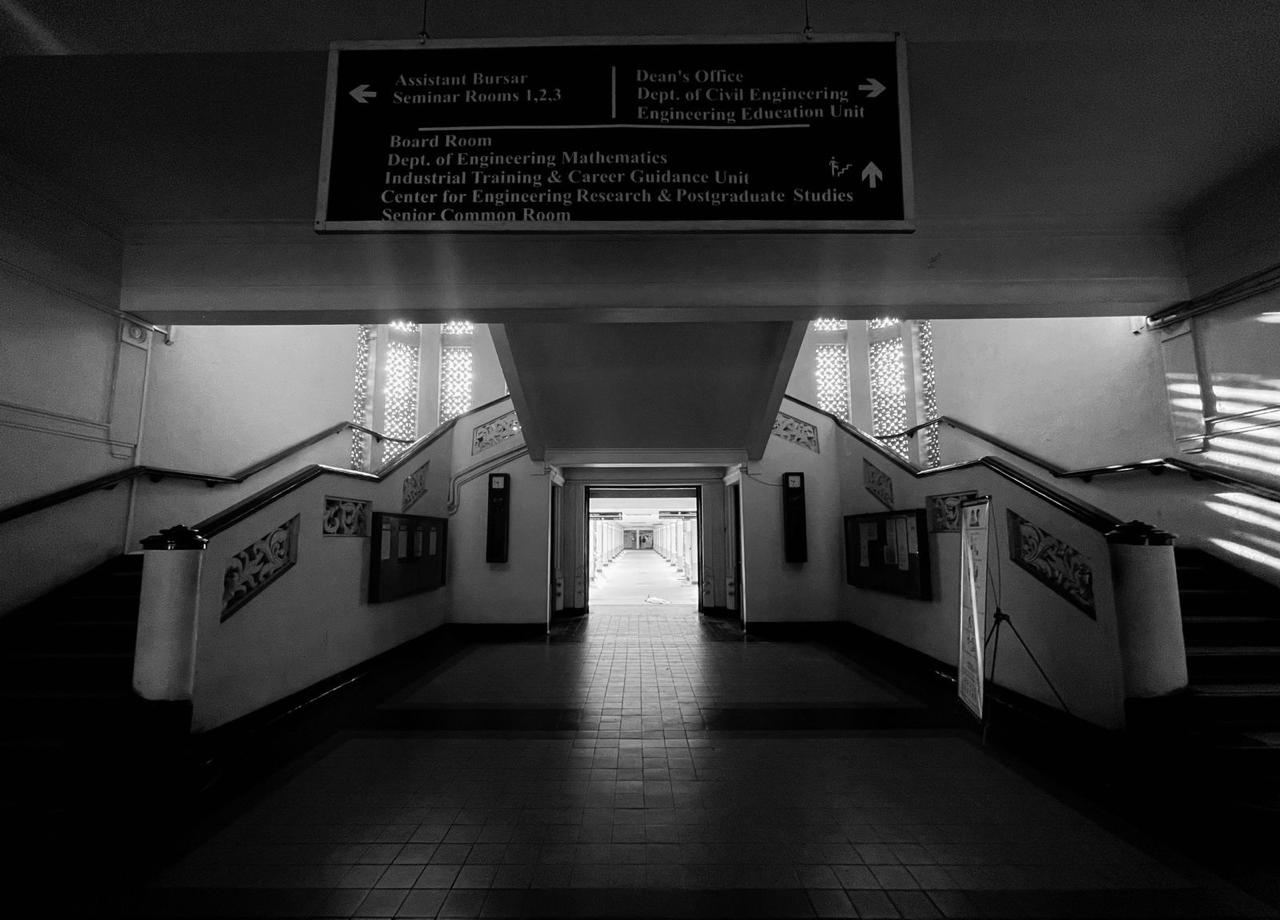 Assistant Bursar
Seminar Rooms 1,2,3
Dean's Office
Dept. of Civil Engineering
Engineering Education Unit
Board Room
Dept. of Engineering Mathematics
Industrial Training & Career Guidance Unit
Center for Engineering Research & Postgraduate Studies
Senior Common Room